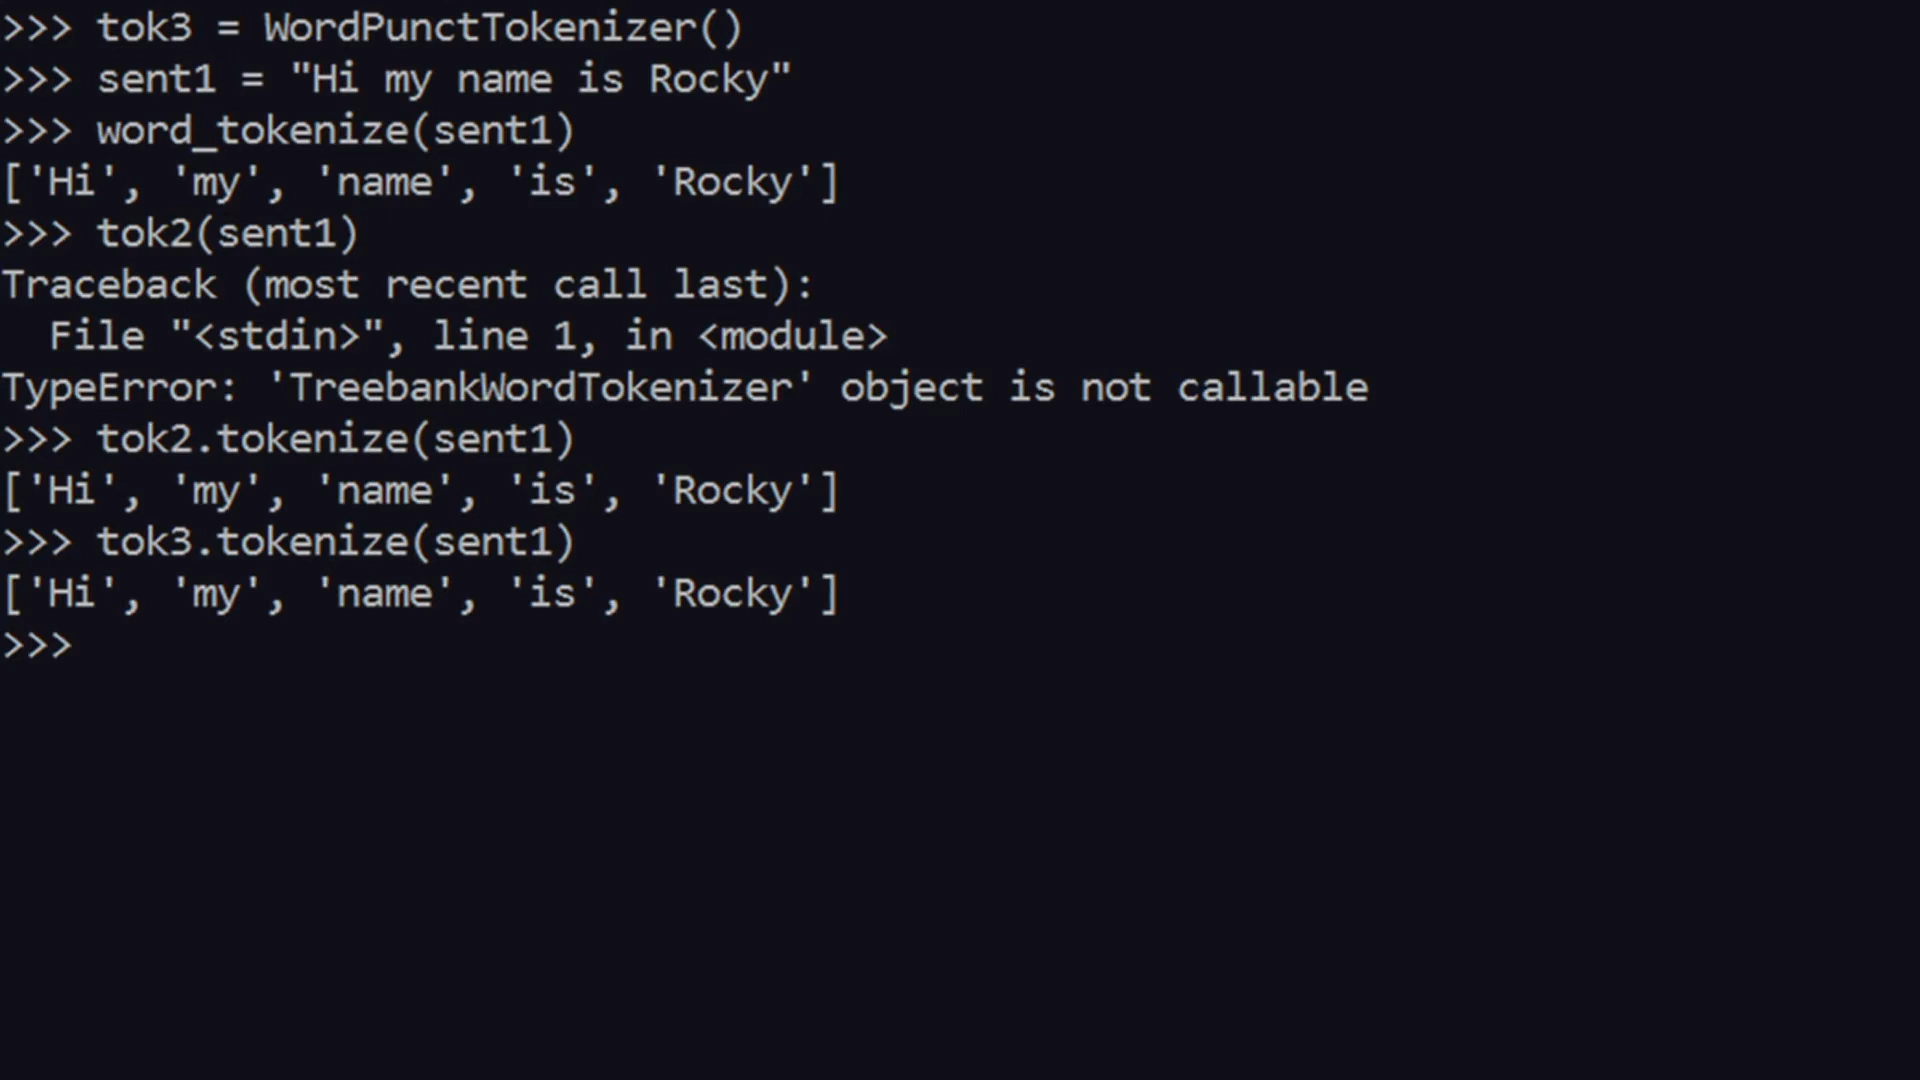 >>> tok3 = WordPunctTokenizer()
>>> sent1 = "Hi my name is Rocky"
>>> word_tokenize(sent1)
['Hi', 'my', 'name', 'is', 'Rocky']
>>> tok2(sent1)
Traceback (most recent call last):
  File "<stdin>", line 1, in <module>
TypeError: 'TreebankWordTokenizer' object is not callable
>>> tok2.tokenize(sent1)
['Hi', 'my', 'name', 'is', 'Rocky']
>>> tok3.tokenize(sent1)
['Hi', 'my', 'name', 'is', 'Rocky']
>>>